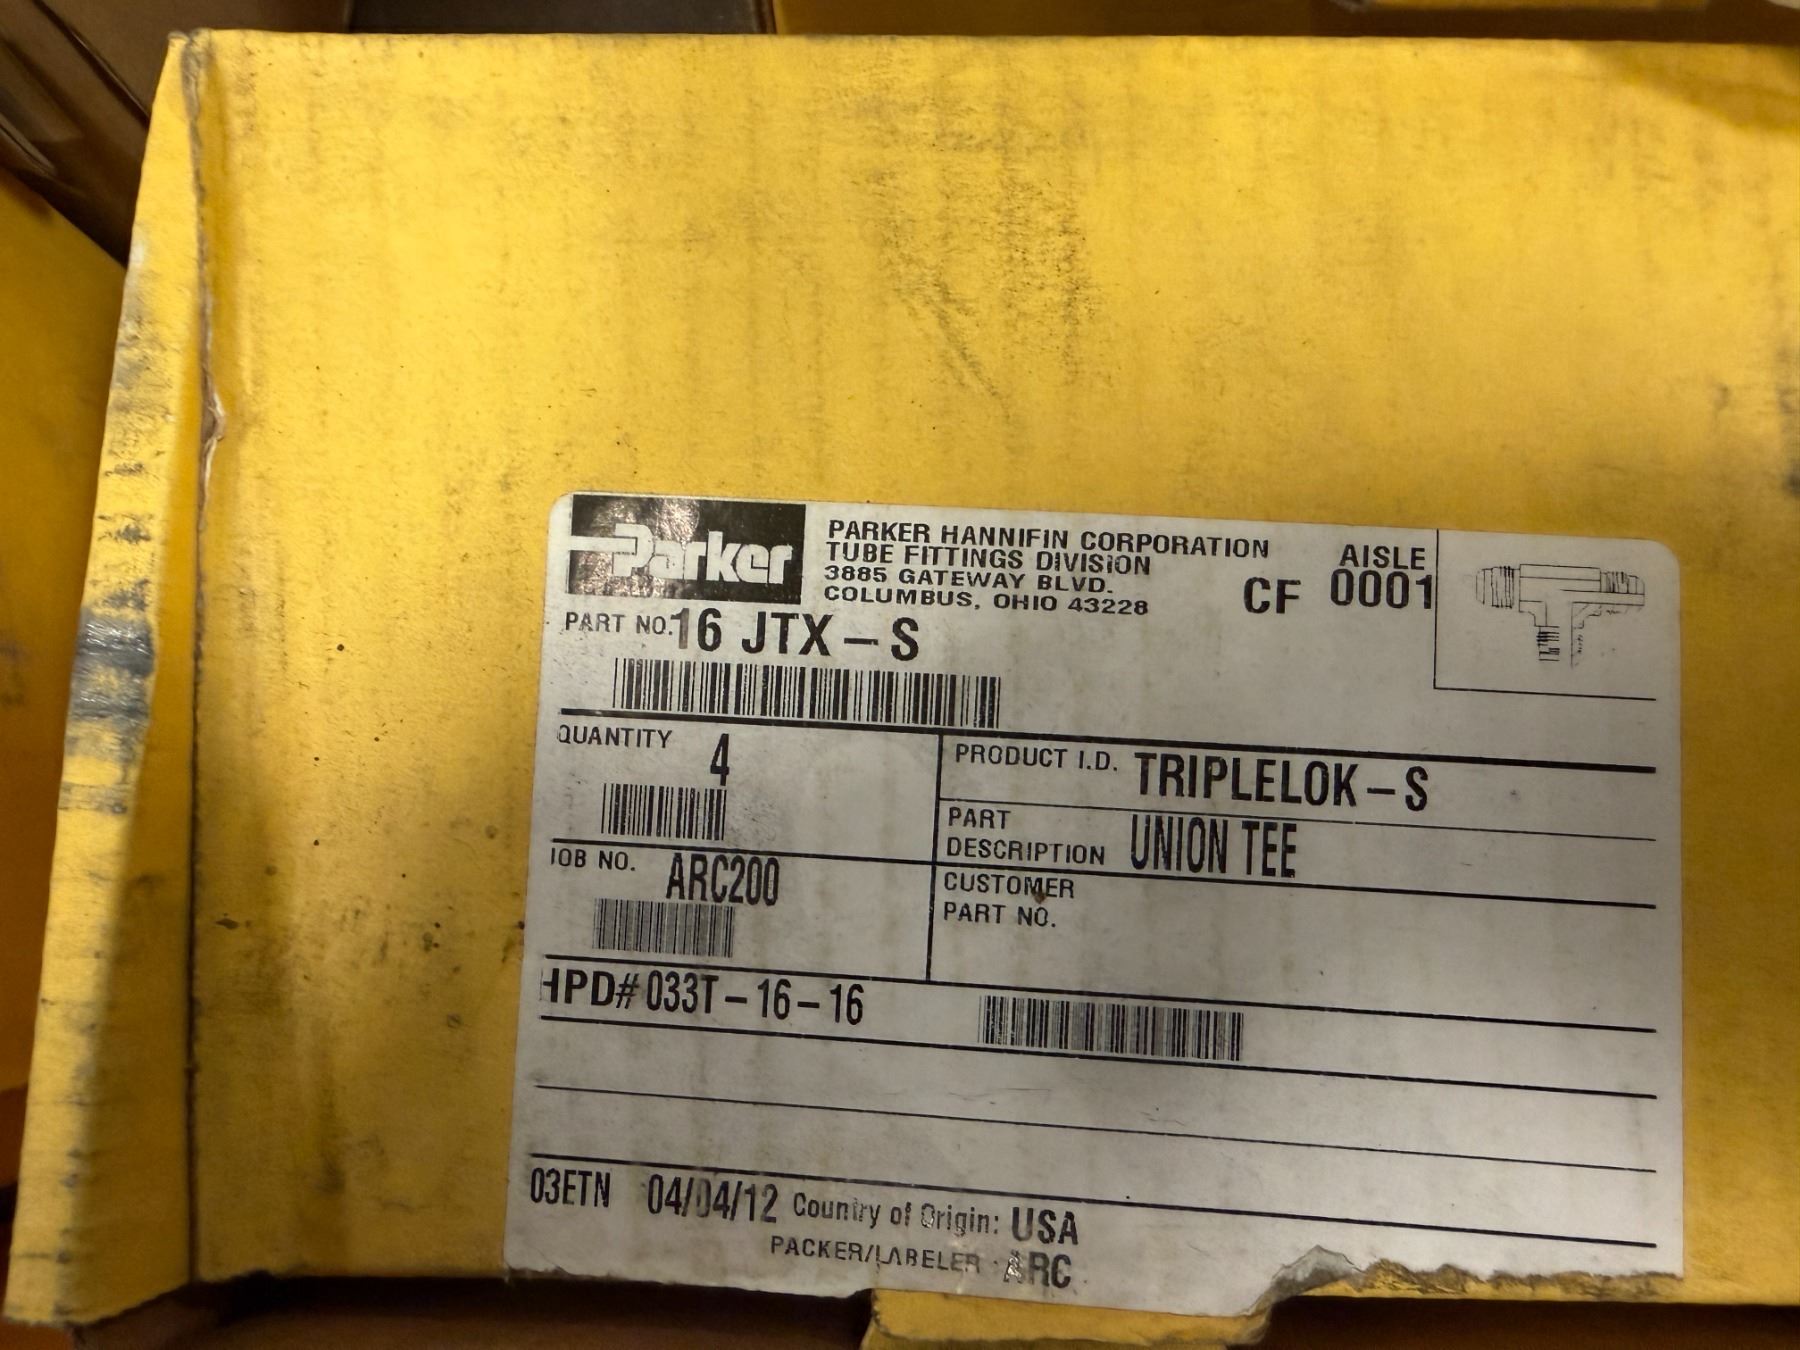 Parker
PARKER HANNIFIN CORPORATION
TUBE FITTINGS DIVISION
3885 GATEWAY BLVD.
COLUMBUS, OHIO 43228
CF
AISLE
0001
PART NO. 16 JTX-S
QUANTITY 4
PRODUCT I.D. TRIPLELOK-S
PART
DESCRIPTION UNION TEE
JOB NO. ARC200
CUSTOMER
PART NO.
HPD# 033T-16-16
03ETN 04/04/12 Country of Origin: USA
PACKER/LABELER ARC